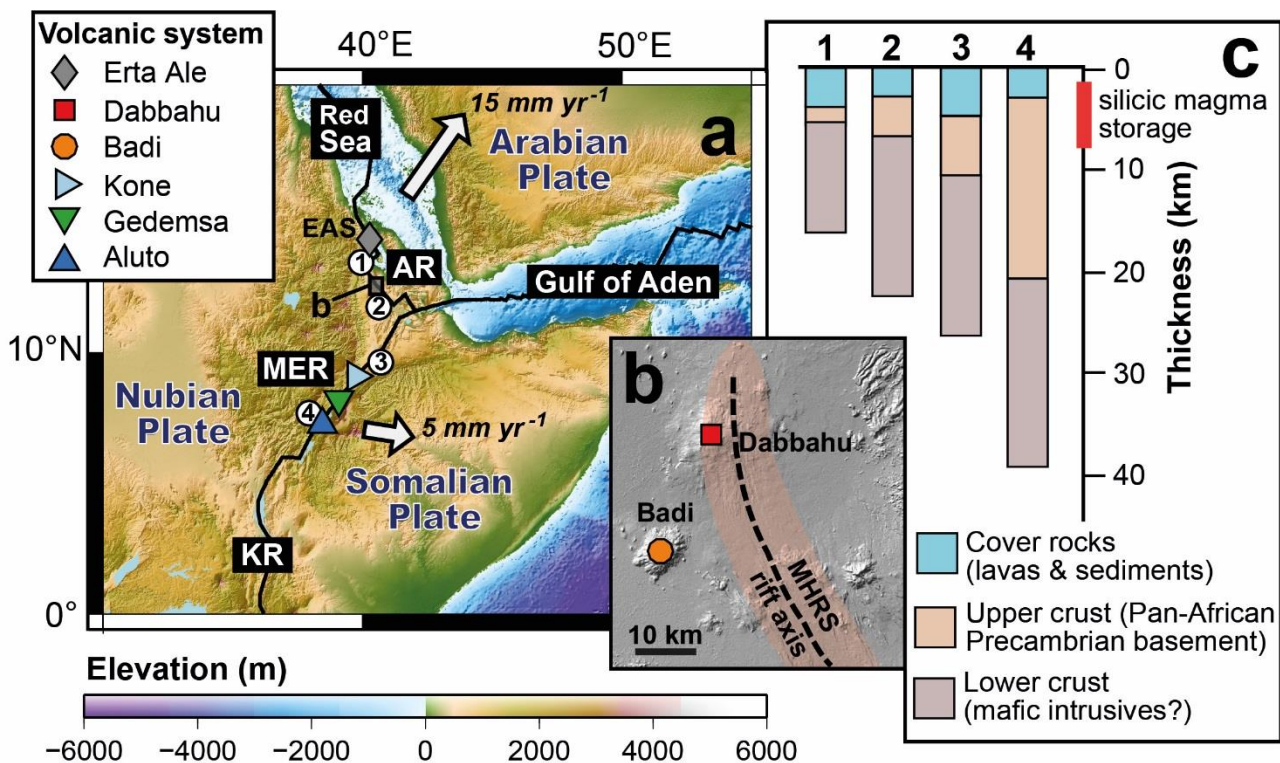 Volcanic system
Erta Ale
Dabbahu
Badi
Kone
Gedemsa
Aluto
40°E
50°E
10°N
0°
a
Red
Sea
15 mm yr⁻¹
Arabian
Plate
EAS
1
AR
b
2
Gulf of Aden
3
MER
Nubian
Plate
4
5 mm yr⁻¹
Somalian
Plate
KR
Elevation (m)
−6000
−4000
−2000
0
2000
4000
6000
b
Dabbahu
Badi
MHRS
rift axis
10 km
c
1
2
3
4
0
10
20
30
40
silicic magma
storage
Thickness (km)
Cover rocks
(lavas & sediments)
Upper crust (Pan-African
Precambrian basement)
Lower crust
(mafic intrusives?)